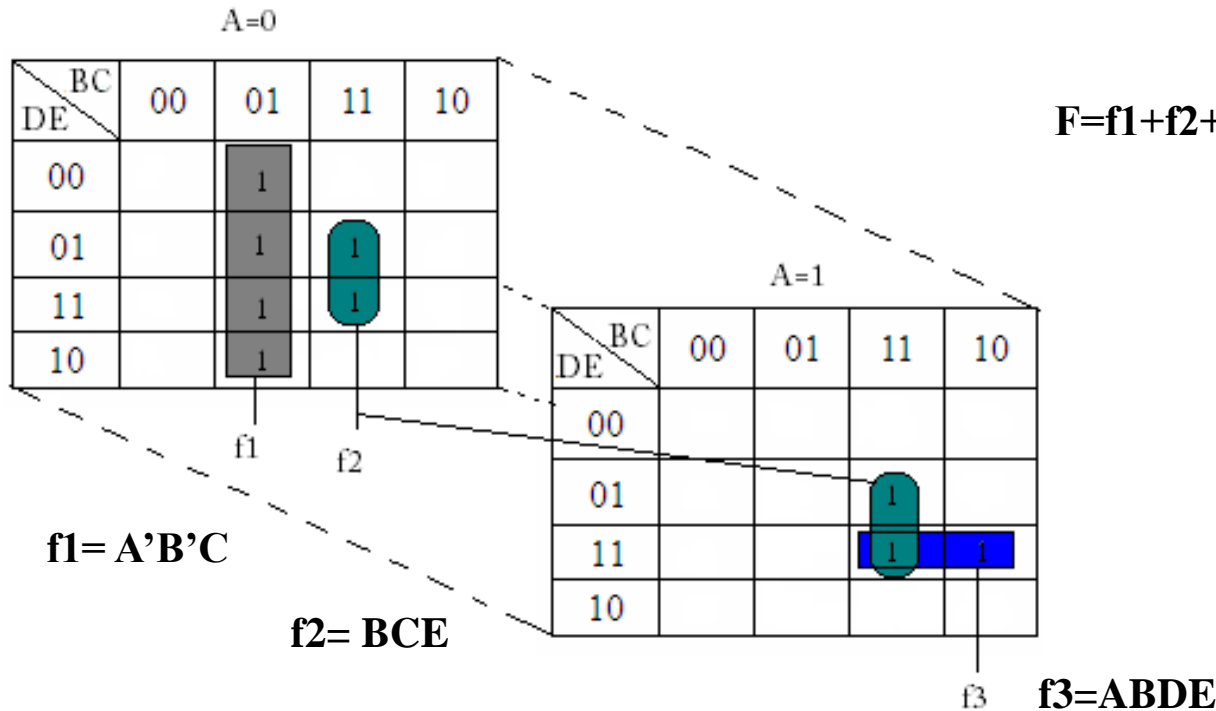 A=0
BC
DE
00 01 11 10
00 1
01 1 1
11 1 1
10 1
f1
f2
F=f1+f2+
A=1
BC
DE
00 01 11 10
00
01 1
11 1 1
10
f3
f1= A’B’C
f2= BCE
f3=ABDE